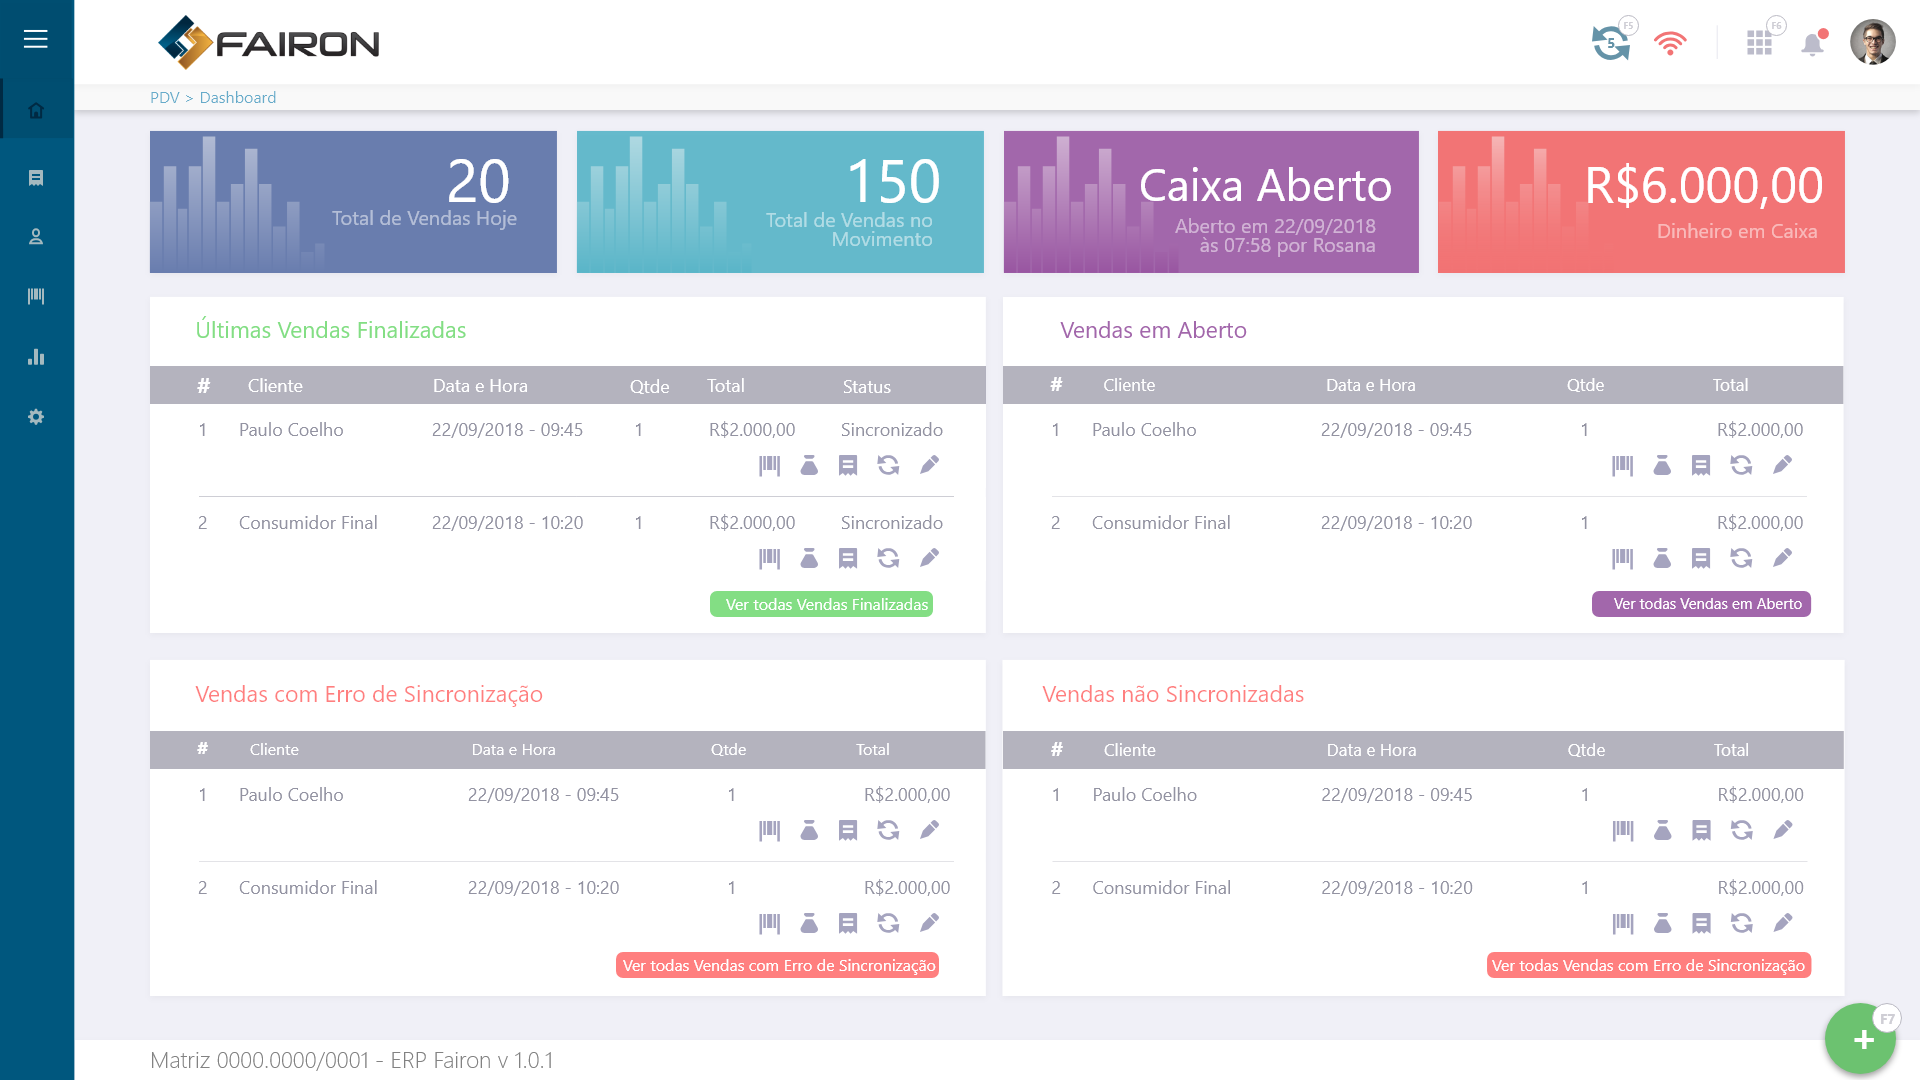 FAIRON
5
F5
F6
PDV > Dashboard
20
Total de Vendas Hoje
150
Total de Vendas no
Movimento
Caixa Aberto
Aberto em 22/09/2018
às 07:58 por Rosana
R$6.000,00
Dinheiro em Caixa
Últimas Vendas Finalizadas
# Cliente Data e Hora Qtde Total Status
1 Paulo Coelho 22/09/2018 - 09:45 1 R$2.000,00 Sincronizado
2 Consumidor Final 22/09/2018 - 10:20 1 R$2.000,00 Sincronizado
Ver todas Vendas Finalizadas
Vendas em Aberto
# Cliente Data e Hora Qtde Total
1 Paulo Coelho 22/09/2018 - 09:45 1 R$2.000,00
2 Consumidor Final 22/09/2018 - 10:20 1 R$2.000,00
Ver todas Vendas em Aberto
Vendas com Erro de Sincronização
# Cliente Data e Hora Qtde Total
1 Paulo Coelho 22/09/2018 - 09:45 1 R$2.000,00
2 Consumidor Final 22/09/2018 - 10:20 1 R$2.000,00
Ver todas Vendas com Erro de Sincronização
Vendas não Sincronizadas
# Cliente Data e Hora Qtde Total
1 Paulo Coelho 22/09/2018 - 09:45 1 R$2.000,00
2 Consumidor Final 22/09/2018 - 10:20 1 R$2.000,00
Ver todas Vendas com Erro de Sincronização
F7
+
Matriz 0000.0000/0001 - ERP Fairon v 1.0.1